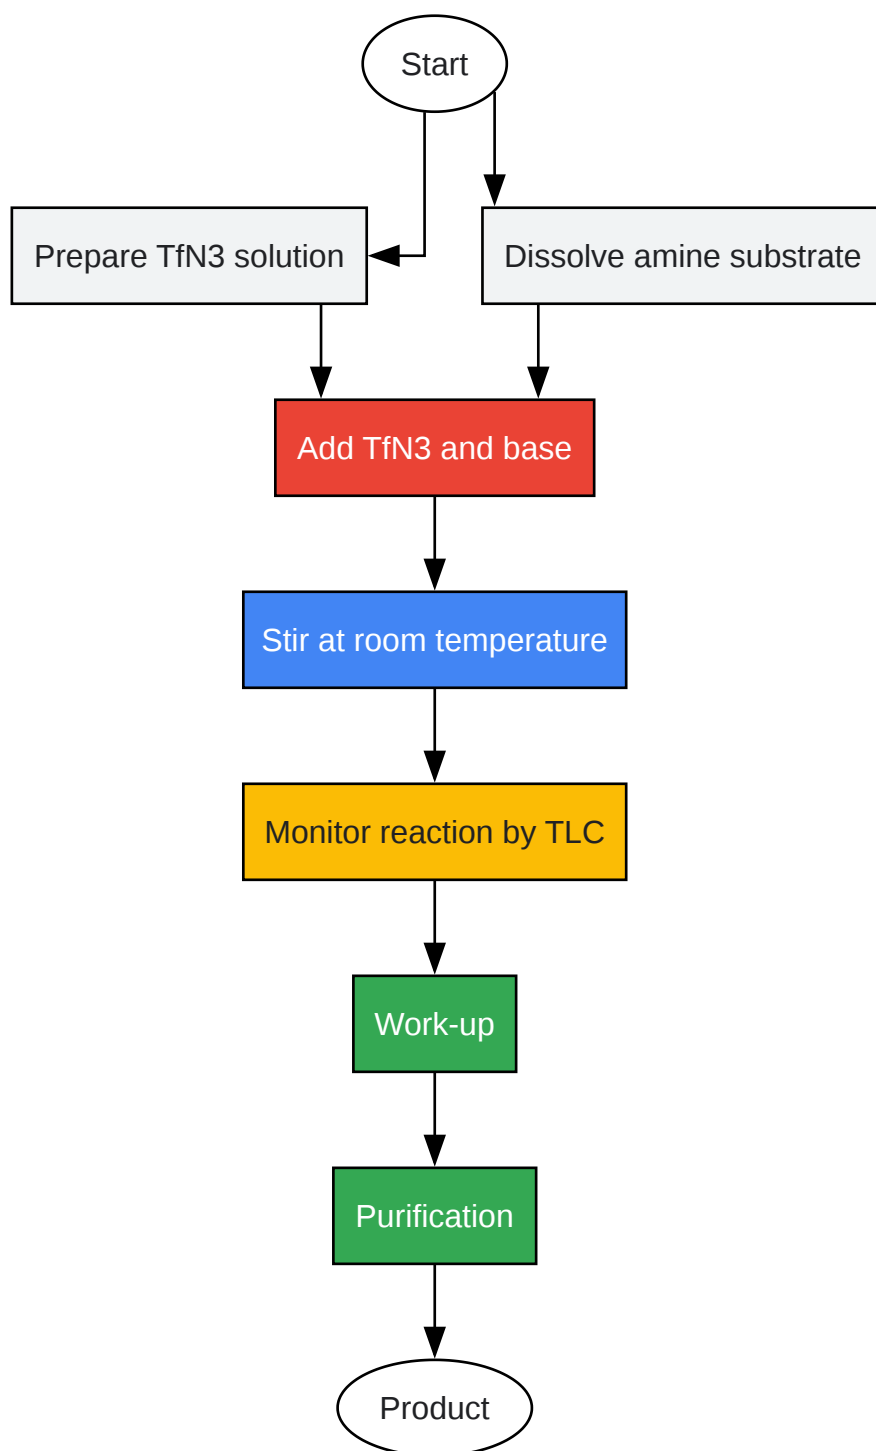 Start
Prepare TfN3 solution
Dissolve amine substrate
Add TfN3 and base
Stir at room temperature
Monitor reaction by TLC
Work-up
Purification
Product